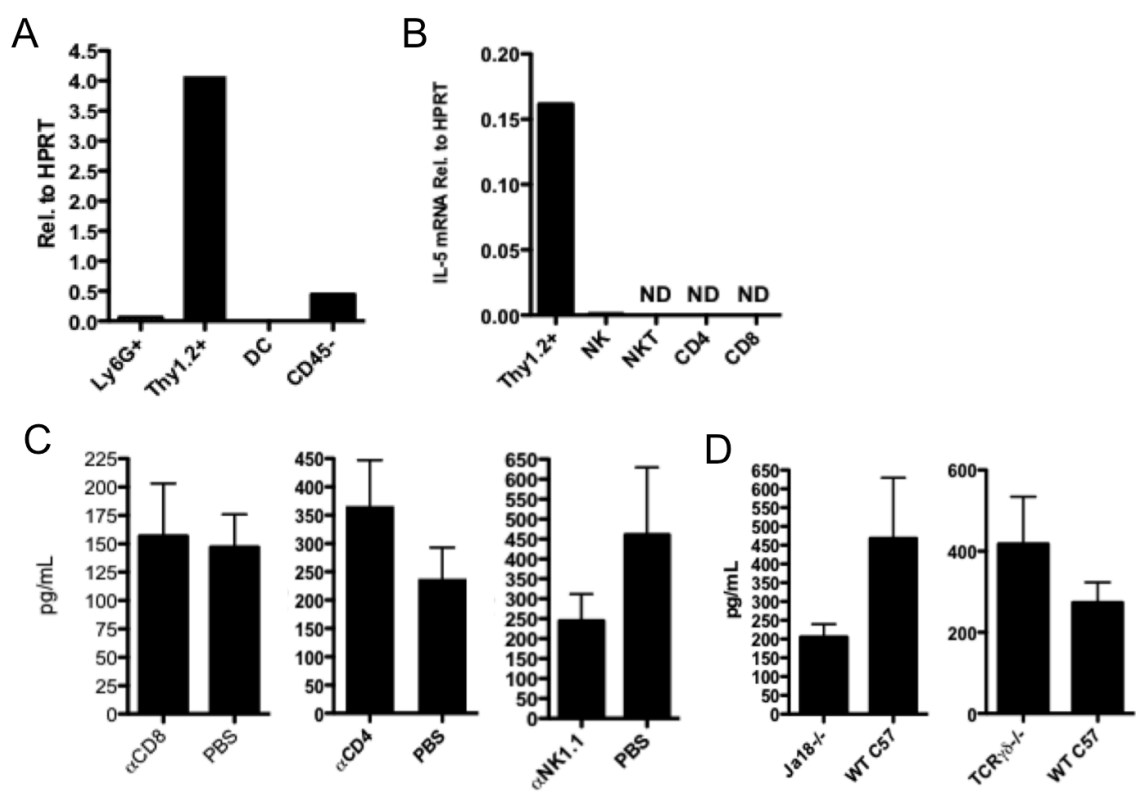 A
4.5
4.0
3.5
3.0
2.5
2.0
1.5
1.0
0.5
0.0
Rel. to HPRT
Ly6G+
Thy1.2+
DC
CD45-
B
0.20
0.15
0.10
0.05
0.00
IL-5 mRNA Rel. to HPRT
ND ND ND
Thy1.2+
NK
NKT
CD4
CD8
C
225
200
175
150
125
100
75
50
25
0
pg/mL
αCD8
PBS
450
400
350
300
250
200
150
100
50
0
αCD4
PBS
650
600
550
500
450
400
350
300
250
200
150
100
50
0
αNK1.1
PBS
D
650
600
550
500
450
400
350
300
250
200
150
100
50
0
pg/mL
Ja18-/-
WT C57
600
400
200
0
TCRγδ-/-
WT C57